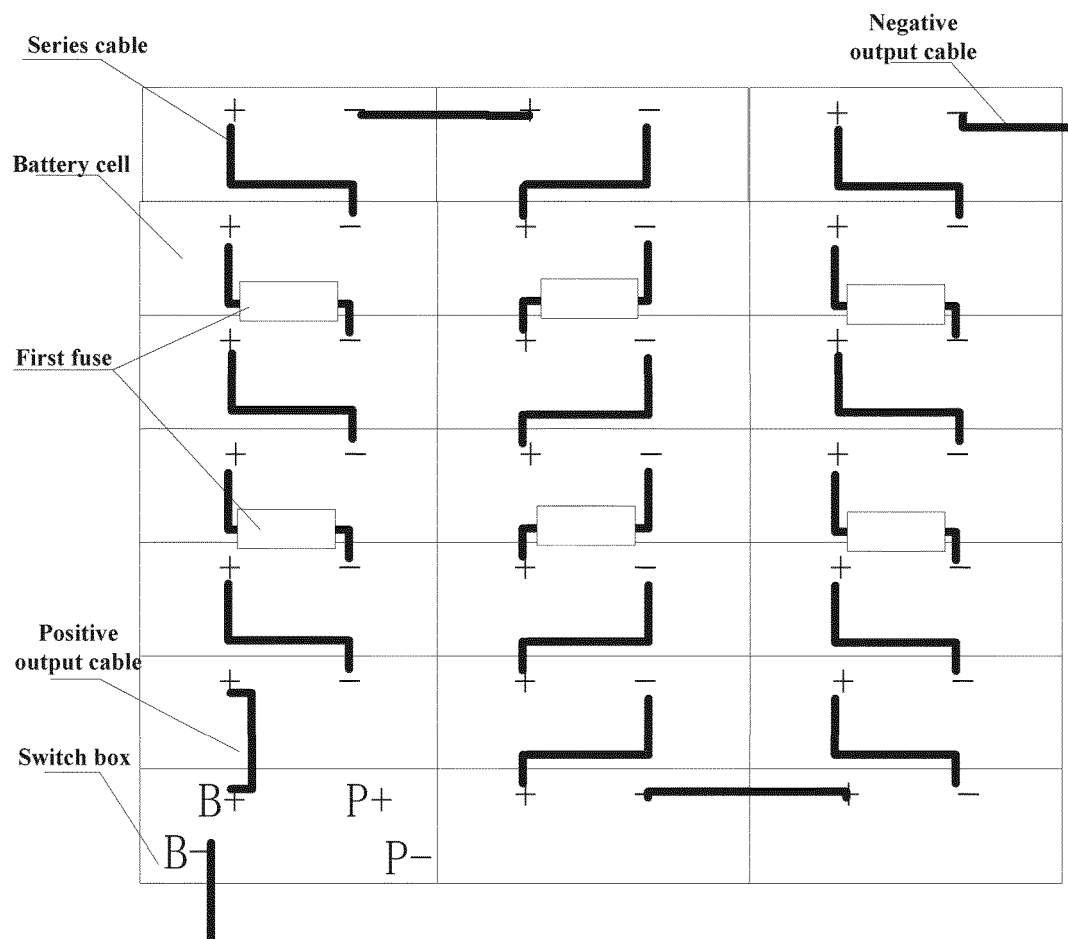 Series cable
Negative
output cable
+ − + − + −
Battery cell
+ − + − + −
First fuse
+ − + − + −
+ − + − + −
+ − + − + −
Positive
output cable
+ − + − + −
Switch box
B+ P+ + − + −
B− P−